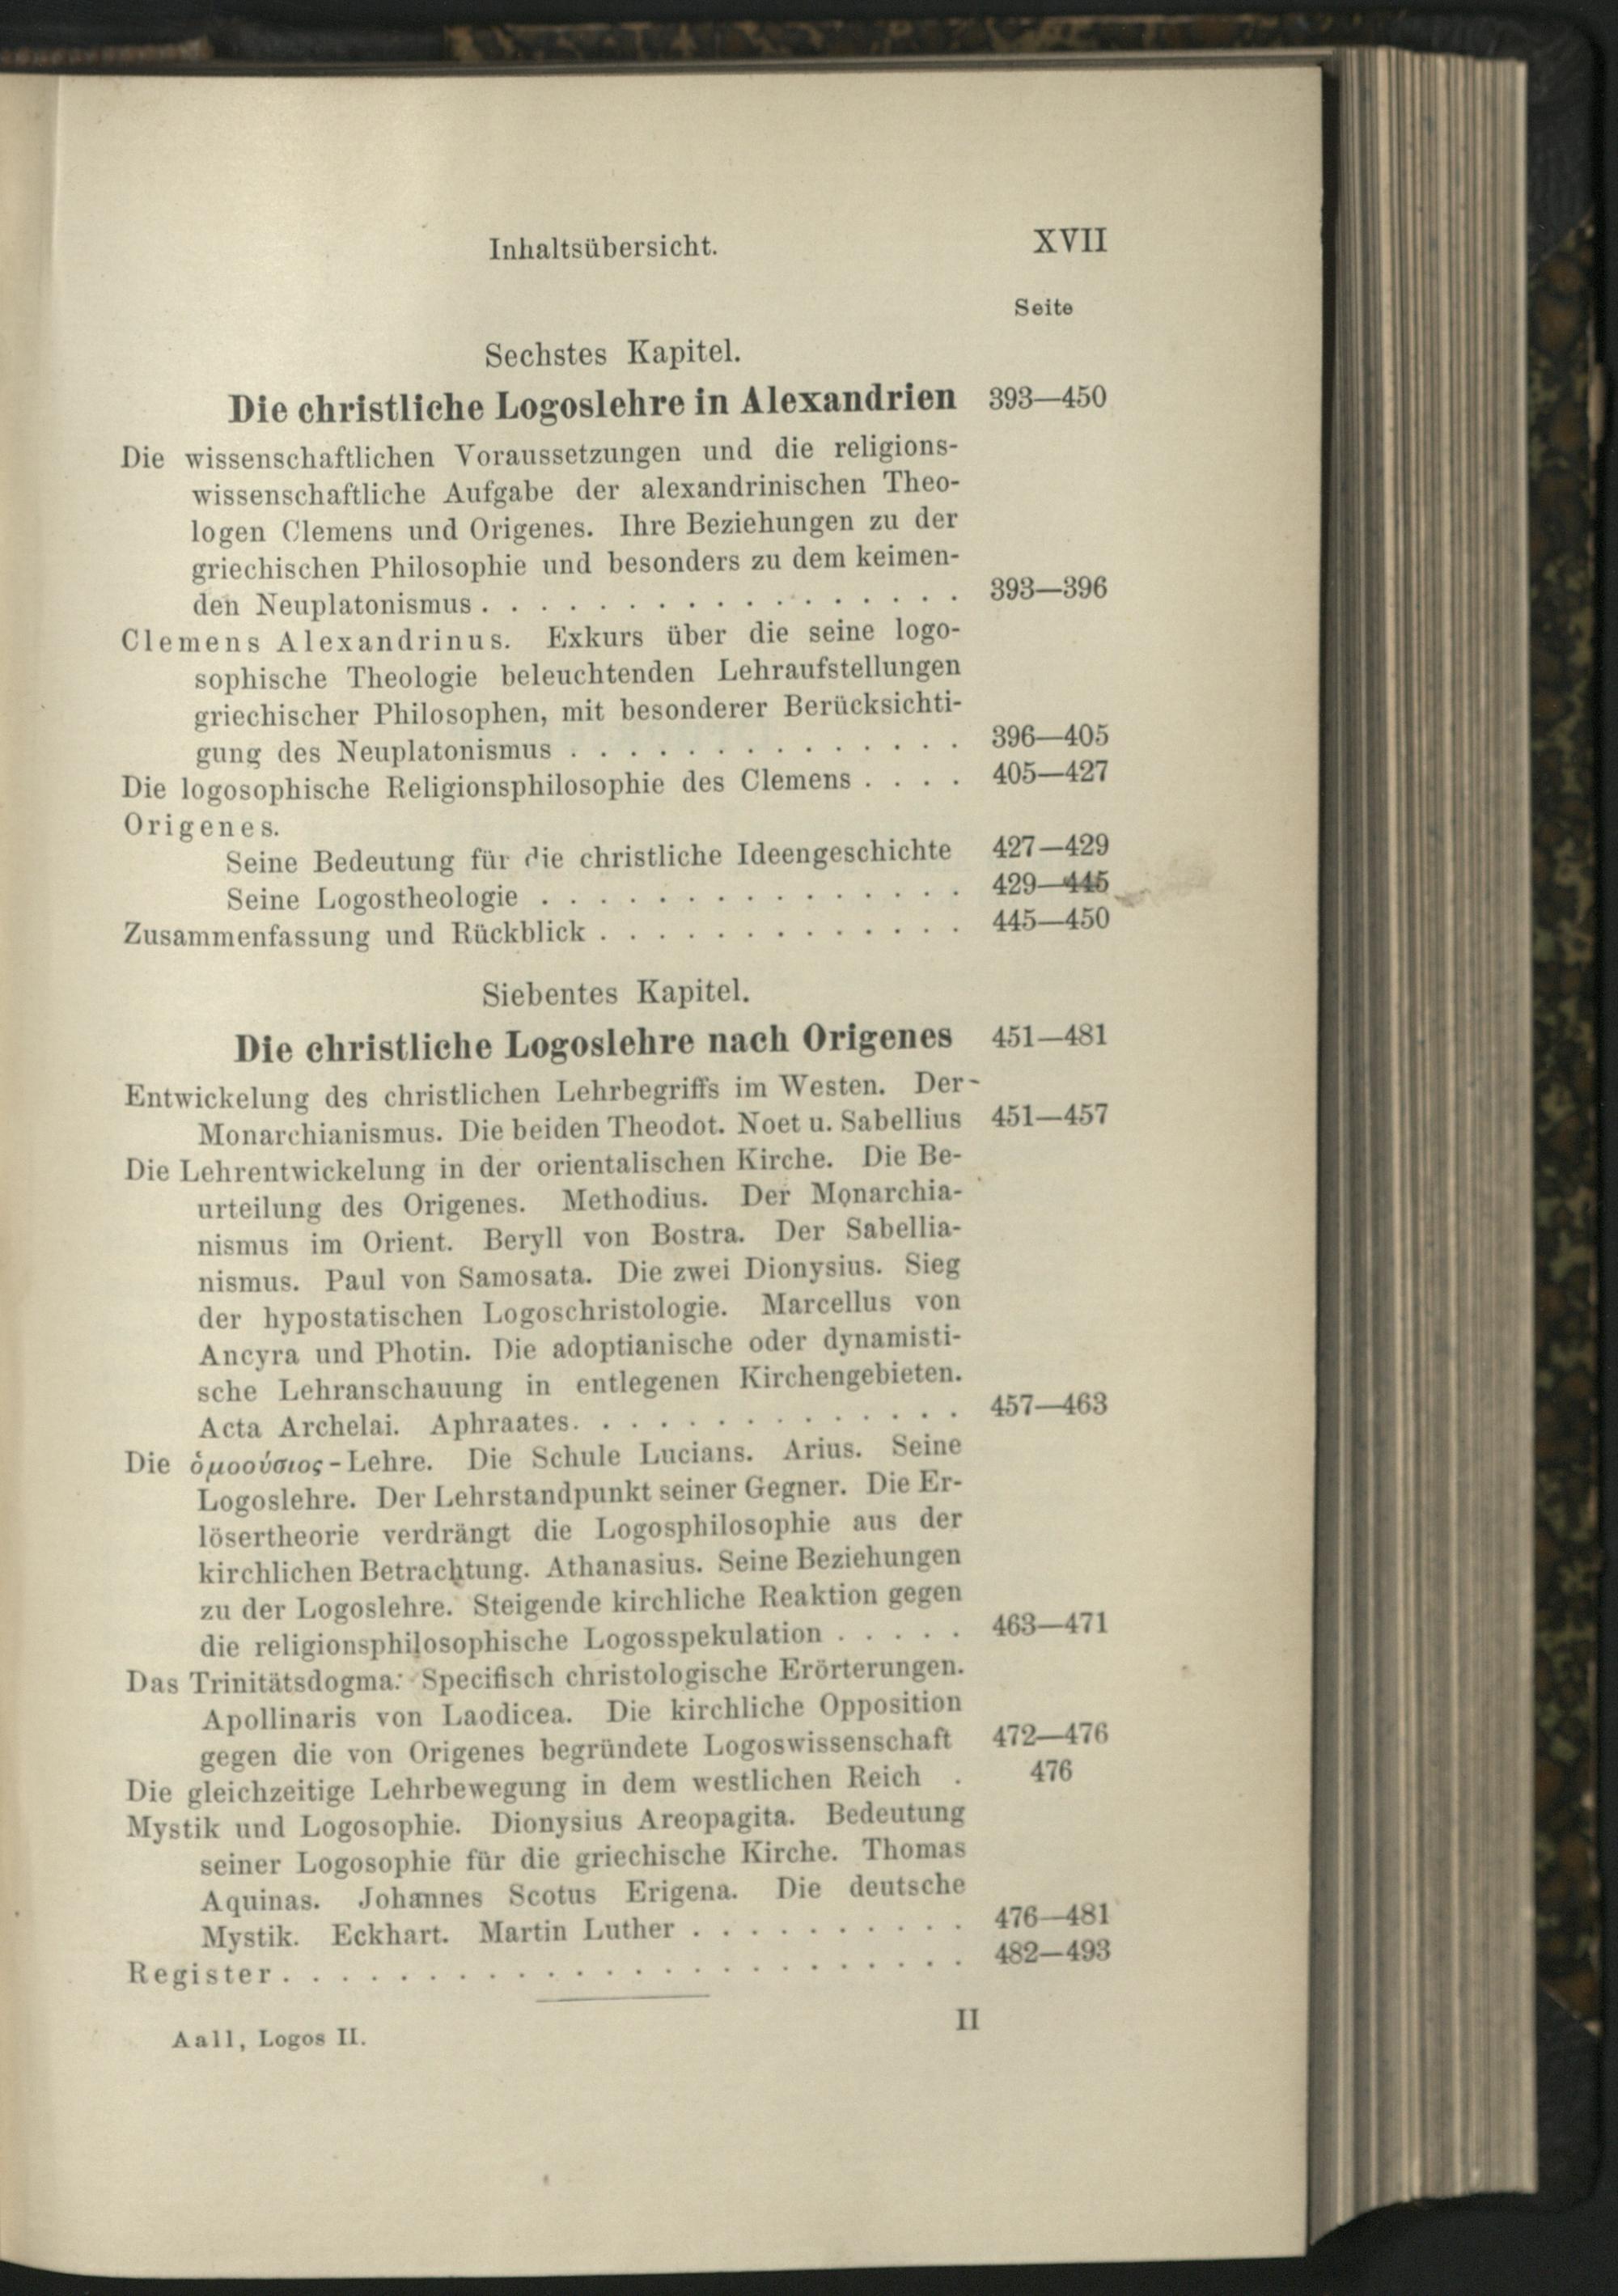 Inhaltsübersicht. XVII
Seite
Sechstes Kapitel.
Die christliche Logoslehre in Alexandrien 393—450
Die wissenschaftlichen Voraussetzungen und die religions-
wissenschaftliche Aufgabe der alexandrinischen Theo-
logen Clemens und Origenes. Ihre Beziehungen zu der
griechischen Philosophie und besonders zu dem keimen-
den Neuplatonismus . . . . . . . . . . . . . . . . . 393—396
Clemens Alexandrinus. Exkurs über die seine logo-
sophische Theologie beleuchtenden Lehraufstellungen
griechischer Philosophen, mit besonderer Berücksichti-
gung des Neuplatonismus . . . . . . . . . . . . . . 396—405
Die logosophische Religionsphilosophie des Clemens . . . . 405—427
Origenes.
Seine Bedeutung für die christliche Ideengeschichte 427—429
Seine Logostheologie . . . . . . . . . . . . . . . 429—445
Zusammenfassung und Rückblick . . . . . . . . . . . . . 445—450
Siebentes Kapitel.
Die christliche Logoslehre nach Origenes 451—481
Entwickelung des christlichen Lehrbegriffs im Westen. Der-
Monarchianismus. Die beiden Theodot. Noet u. Sabellius 451—457
Die Lehrentwickelung in der orientalischen Kirche. Die Be-
urteilung des Origenes. Methodius. Der Monarchia-
nismus im Orient. Beryll von Bostra. Der Sabellia-
nismus. Paul von Samosata. Die zwei Dionysius. Sieg
der hypostatischen Logoschristologie. Marcellus von
Ancyra und Photin. Die adoptianische oder dynamisti-
sche Lehranschauung in entlegenen Kirchengebieten.
Acta Archelai. Aphraates. . . . . . . . . . . . . . 457—463
Die ὁμοούσιος-Lehre. Die Schule Lucians. Arius. Seine
Logoslehre. Der Lehrstandpunkt seiner Gegner. Die Er-
lösertheorie verdrängt die Logosphilosophie aus der
kirchlichen Betrachtung. Athanasius. Seine Beziehungen
zu der Logoslehre. Steigende kirchliche Reaktion gegen
die religionsphilosophische Logosspekulation . . . . . 463—471
Das Trinitätsdogma: Specifisch christologische Erörterungen.
Apollinaris von Laodicea. Die kirchliche Opposition
gegen die von Origenes begründete Logoswissenschaft 472—476
Die gleichzeitige Lehrbewegung in dem westlichen Reich . 476
Mystik und Logosophie. Dionysius Areopagita. Bedeutung
seiner Logosophie für die griechische Kirche. Thomas
Aquinas. Johannes Scotus Erigena. Die deutsche
Mystik. Eckhart. Martin Luther . . . . . . . . . . 476—481
Register . . . . . . . . . . . . . . . . . . . . . . . . 482—493
Aall, Logos II. II